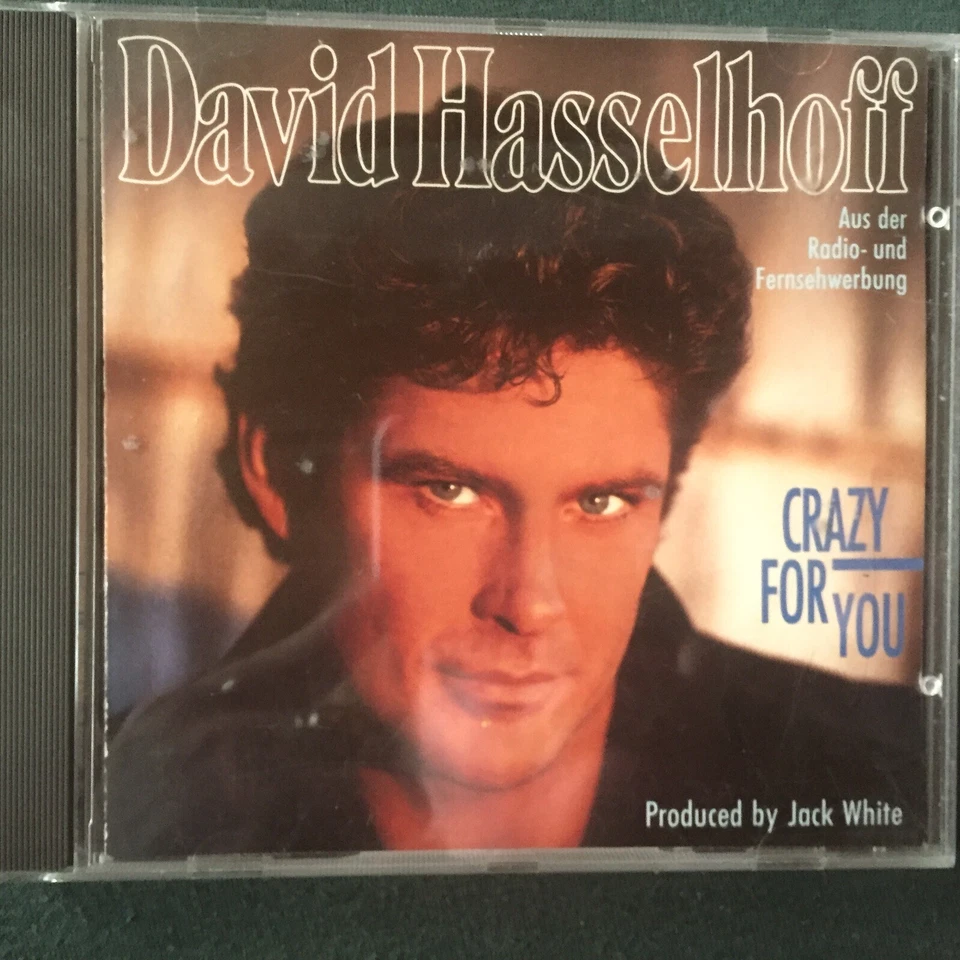 David Hasselhoff
Aus der
Radio- und
Fernsehwerbung
CRAZY
FOR YOU
Produced by Jack White